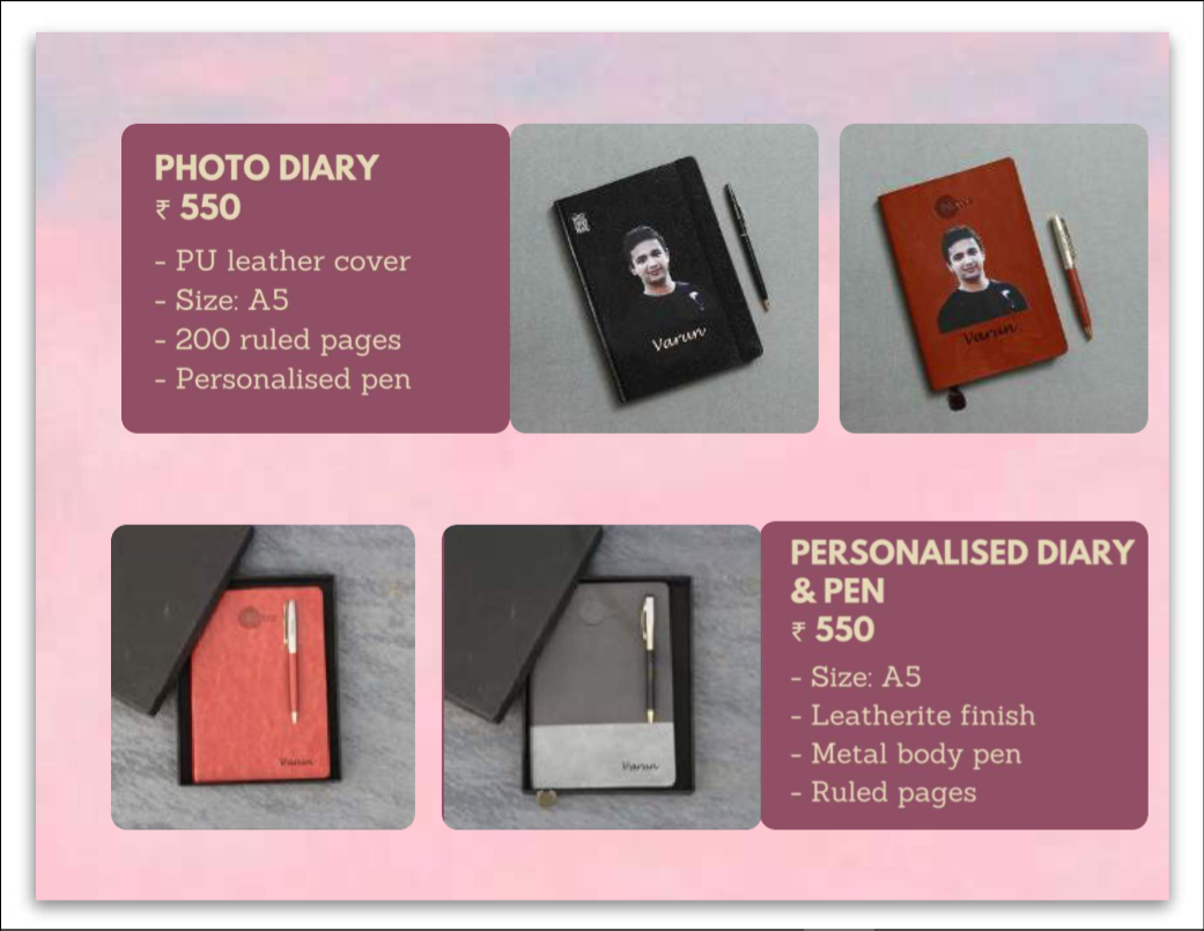 PHOTO DIARY
₹ 550
- PU leather cover
- Size: A5
- 200 ruled pages
- Personalised pen
Varun
Varun
PERSONALISED DIARY
& PEN
₹ 550
- Size: A5
- Leatherite finish
- Metal body pen
- Ruled pages
Varun
Varun